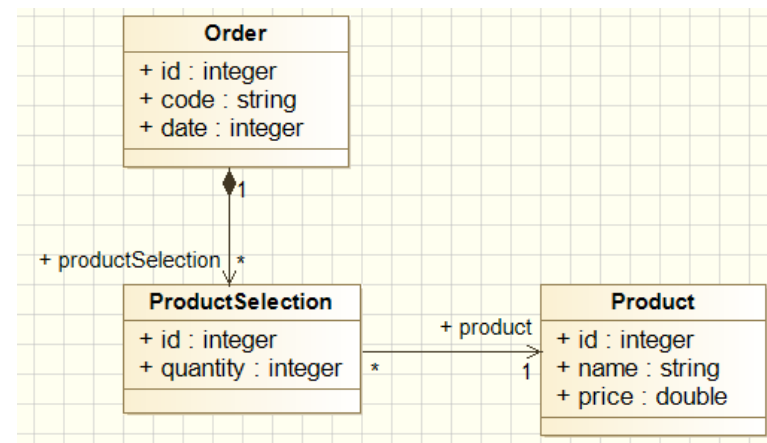 Order
+ id : integer
+ code : string
+ date : integer
1
+ productSelection *
ProductSelection
+ id : integer
+ quantity : integer
+ product
* 1
Product
+ id : integer
+ name : string
+ price : double